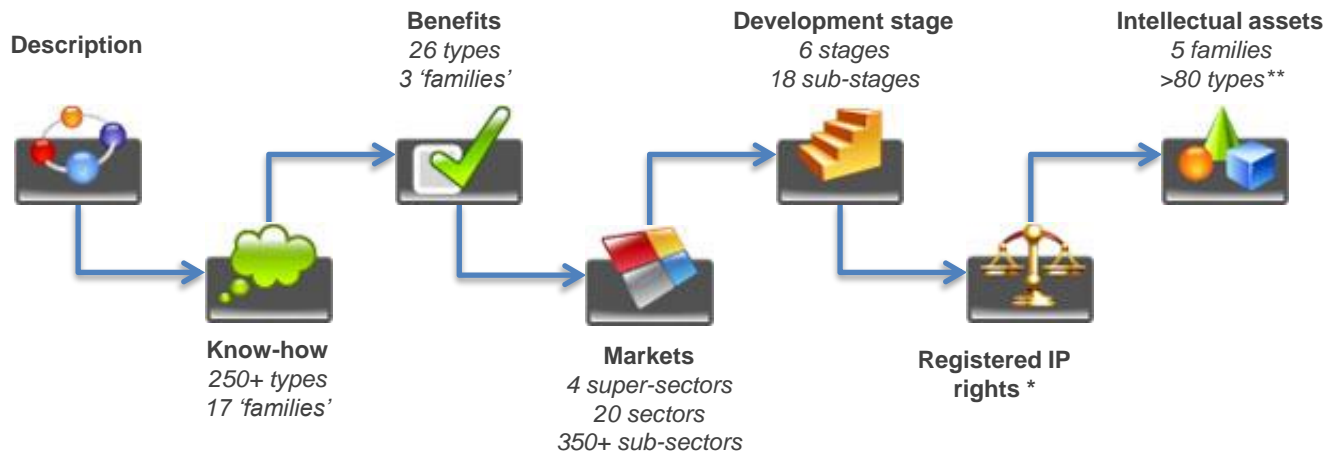 Description
Know-how
250+ types
17 ‘families’
Benefits
26 types
3 ‘families’
Markets
4 super-sectors
20 sectors
350+ sub-sectors
Development stage
6 stages
18 sub-stages
Registered IP
rights *
Intellectual assets
5 families
>80 types**